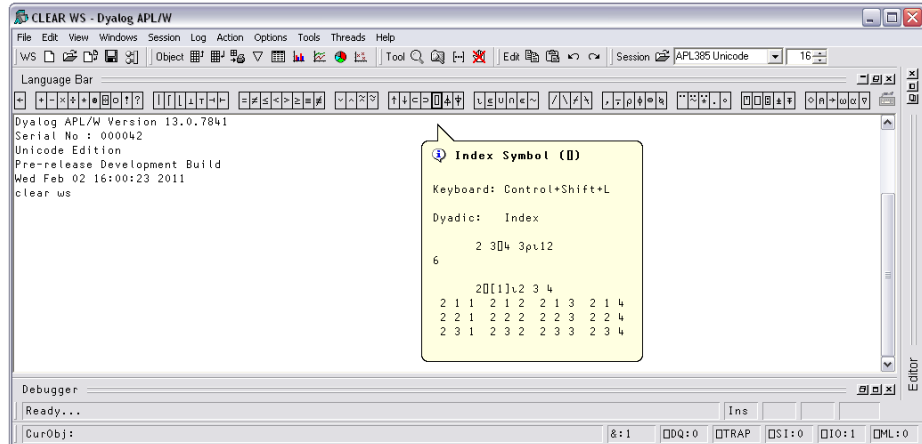 CLEAR WS - Dyalog APL/W
File Edit View Windows Session Log Action Options Tools Threads Help
WS Object Tool Edit Session APL385 Unicode 16
Language Bar
Dyalog APL/W Version 13.0.7841
Serial No : 000042
Unicode Edition
Pre-release Development Build
Wed Feb 02 16:00:23 2011
clear ws
Index Symbol (⌷)
Keyboard: Control+Shift+L
Dyadic: Index
2 3⌷4 3⍴⍳12
6
2⌷[1]⍳2 3 4
2 1 1 2 1 2 2 1 3 2 1 4
2 2 1 2 2 2 2 2 3 2 2 4
2 3 1 2 3 2 2 3 3 2 3 4
Editor
Debugger
Ready...
Ins
CurObj:
&:1 ⎕DQ:0 ⎕TRAP ⎕SI:0 ⎕IO:1 ⎕ML:0